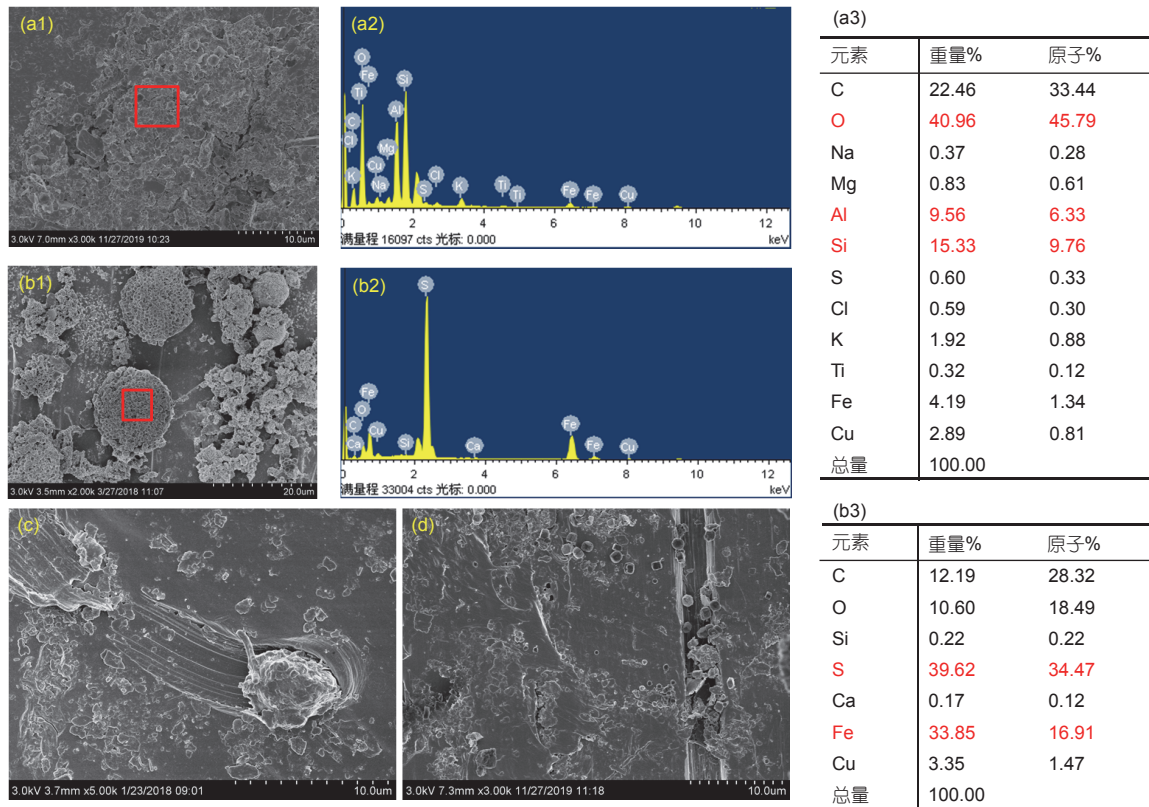 (a1)
3.0kV 7.0mm x3.00k 11/27/2019 10:23
10.0um
(a2)
O
Fe
Ti
C
Cl
K
Cu
Na
Mg
Al
Si
S
Cl
K
Ti
Ti
Fe
Fe
Cu
0 2 4 6 8 10 12
满量程 16097 cts 光标: 0.000
keV
(a3)
元素 重量% 原子%
C 22.46 33.44
O 40.96 45.79
Na 0.37 0.28
Mg 0.83 0.61
Al 9.56 6.33
Si 15.33 9.76
S 0.60 0.33
Cl 0.59 0.30
K 1.92 0.88
Ti 0.32 0.12
Fe 4.19 1.34
Cu 2.89 0.81
总量 100.00
(b1)
3.0kV 3.5mm x2.00k 3/27/2018 11:07
20.0um
(b2)
S
Fe
O
C
Ca
Cu
Si
Ca
Fe
Fe
Cu
0 2 4 6 8 10 12
满量程 33004 cts 光标: 0.000
keV
(b3)
元素 重量% 原子%
C 12.19 28.32
O 10.60 18.49
Si 0.22 0.22
S 39.62 34.47
Ca 0.17 0.12
Fe 33.85 16.91
Cu 3.35 1.47
总量 100.00
(c)
3.0kV 3.7mm x5.00k 1/23/2018 09:01
10.0um
(d)
3.0kV 7.3mm x3.00k 11/27/2019 11:18
10.0um